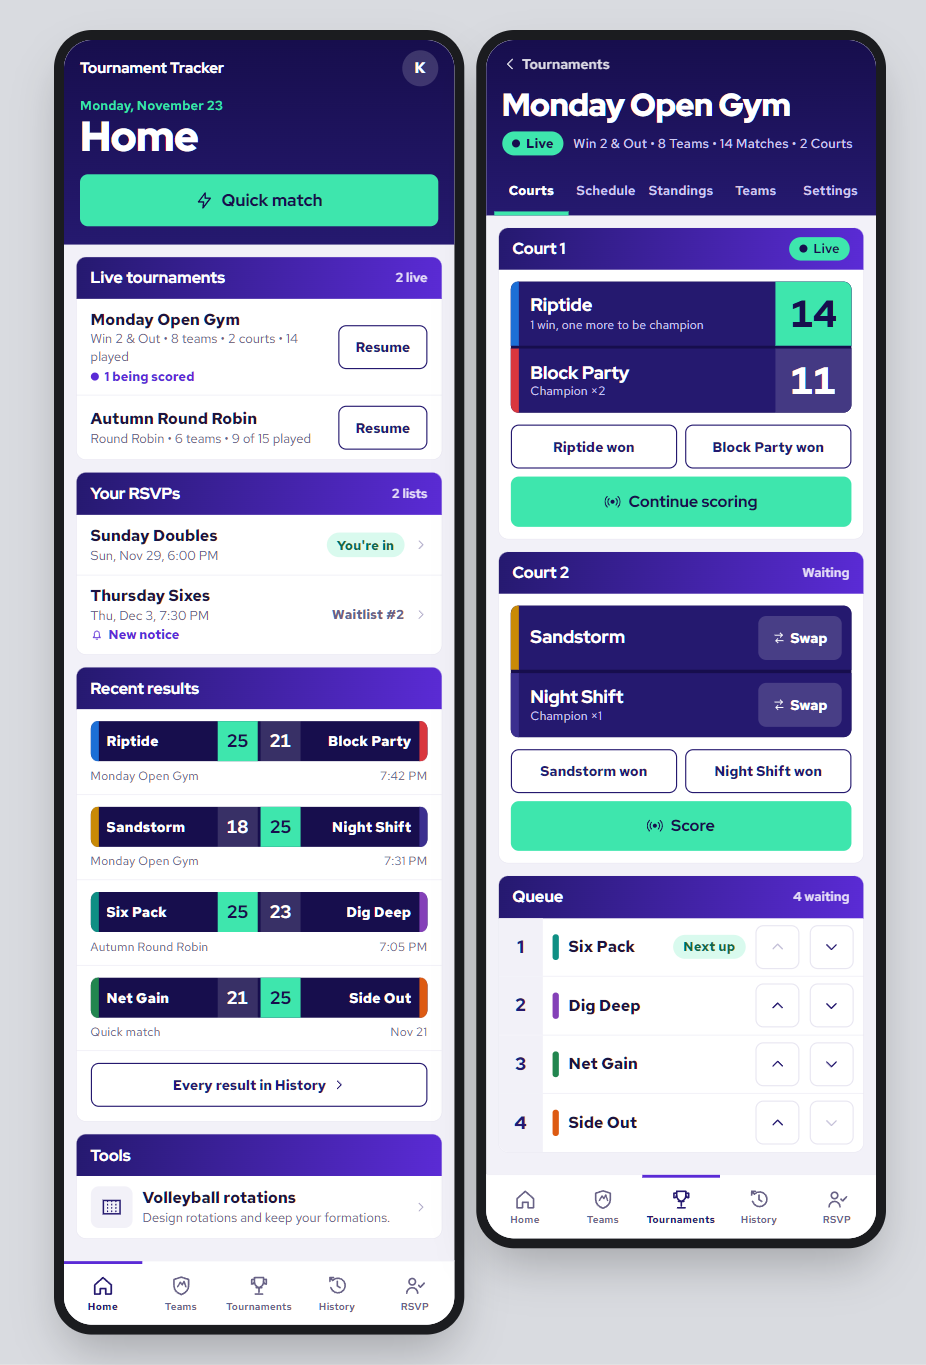 Tournament Tracker
K
Monday, November 23
Home
Quick match
Live tournaments
2 live
Monday Open Gym
Win 2 & Out • 8 teams • 2 courts • 14
played
1 being scored
Resume
Autumn Round Robin
Round Robin • 6 teams • 9 of 15 played
Resume
Your RSVPs
2 lists
Sunday Doubles
Sun, Nov 29, 6:00 PM
You're in
Thursday Sixes
Thu, Dec 3, 7:30 PM
New notice
Waitlist #2
Recent results
Riptide 25 21 Block Party
Monday Open Gym 7:42 PM
Sandstorm 18 25 Night Shift
Monday Open Gym 7:31 PM
Six Pack 25 23 Dig Deep
Autumn Round Robin 7:05 PM
Net Gain 21 25 Side Out
Quick match Nov 21
Every result in History
Tools
Volleyball rotations
Design rotations and keep your formations.
Home Teams Tournaments History RSVP
Tournaments
Monday Open Gym
Live Win 2 & Out • 8 Teams • 14 Matches • 2 Courts
Courts Schedule Standings Teams Settings
Court 1 Live
Riptide
1 win, one more to be champion
14
Block Party
Champion ×2
11
Riptide won Block Party won
Continue scoring
Court 2 Waiting
Sandstorm Swap
Night Shift
Champion ×1
Swap
Sandstorm won Night Shift won
Score
Queue 4 waiting
1 Six Pack Next up
2 Dig Deep
3 Net Gain
4 Side Out
Home Teams Tournaments History RSVP